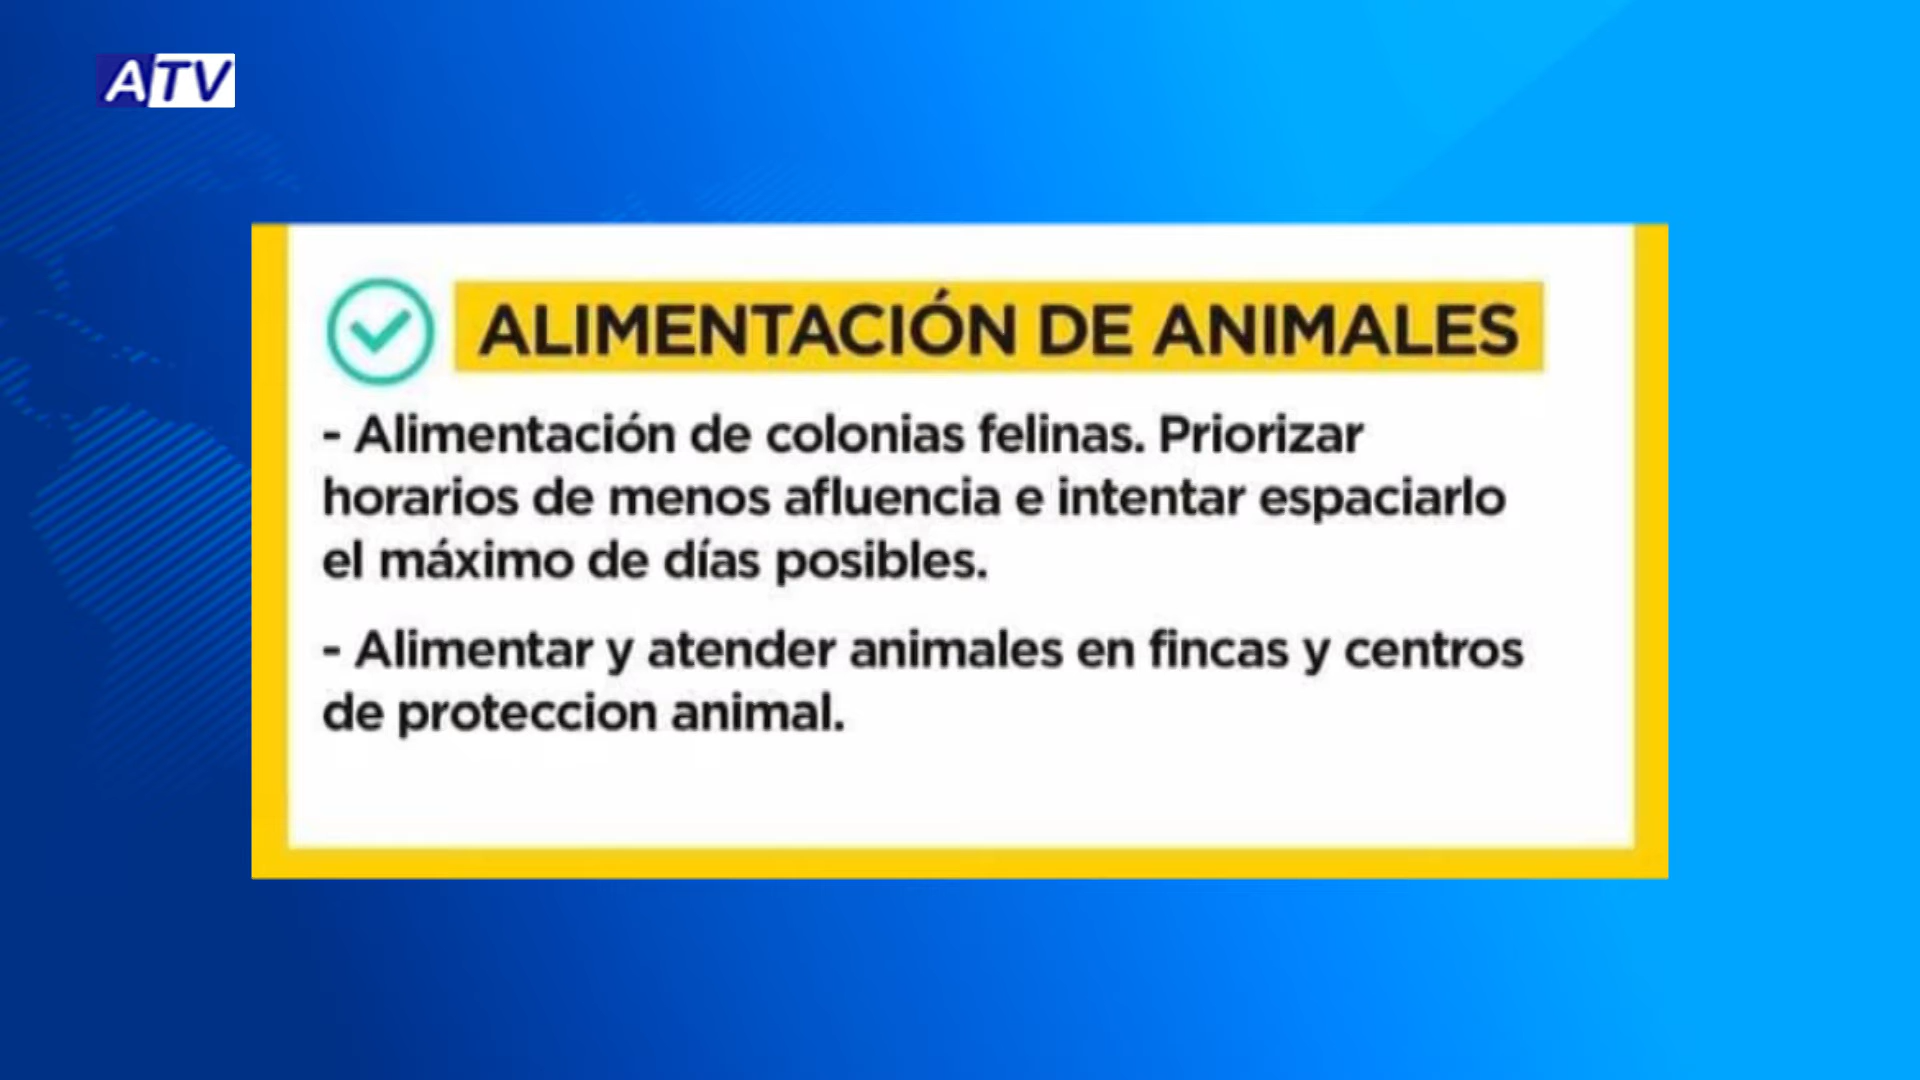 ATV
ALIMENTACIÓN DE ANIMALES
- Alimentación de colonias felinas. Priorizar
horarios de menos afluencia e intentar espaciarlo
el máximo de días posibles.
- Alimentar y atender animales en fincas y centros
de proteccion animal.